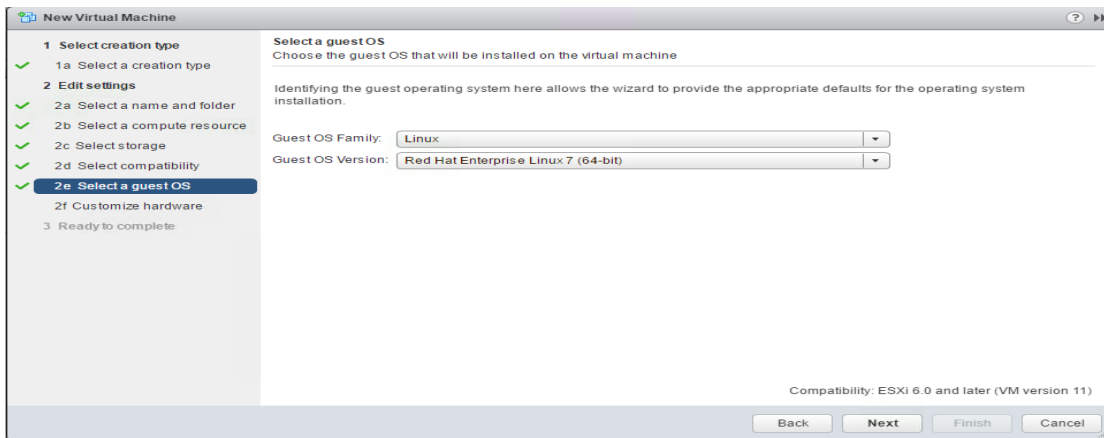 New Virtual Machine
1 Select creation type
1a Select a creation type
2 Edit settings
2a Select a name and folder
2b Select a compute resource
2c Select storage
2d Select compatibility
2e Select a guest OS
2f Customize hardware
3 Ready to complete
Select a guest OS
Choose the guest OS that will be installed on the virtual machine
Identifying the guest operating system here allows the wizard to provide the appropriate defaults for the operating system
installation.
Guest OS Family: Linux
Guest OS Version: Red Hat Enterprise Linux 7 (64-bit)
Compatibility: ESXi 6.0 and later (VM version 11)
Back Next Finish Cancel